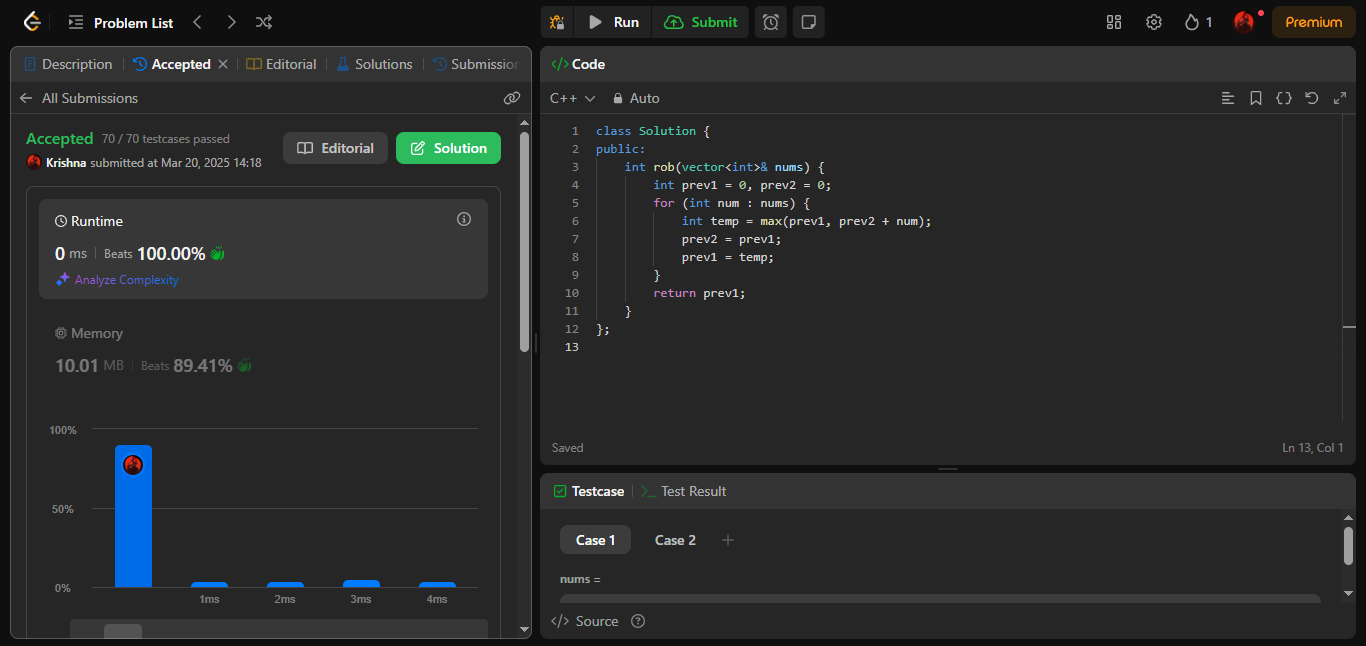 Problem List
Run
Submit
1
Premium
Description
Accepted
Editorial
Solutions
Submission
All Submissions
Accepted 70 / 70 testcases passed
Krishna submitted at Mar 20, 2025 14:18
Editorial
Solution
Runtime
0 ms Beats 100.00%
Analyze Complexity
Memory
10.01 MB Beats 89.41%
100%
50%
0%
1ms 2ms 3ms 4ms
</> Code
C++ Auto
1 class Solution {
2 public:
3 int rob(vector<int>& nums) {
4 int prev1 = 0, prev2 = 0;
5 for (int num : nums) {
6 int temp = max(prev1, prev2 + num);
7 prev2 = prev1;
8 prev1 = temp;
9 }
10 return prev1;
11 }
12 };
13
Saved
Ln 13, Col 1
Testcase
>_ Test Result
Case 1 Case 2 +
nums =
</> Source